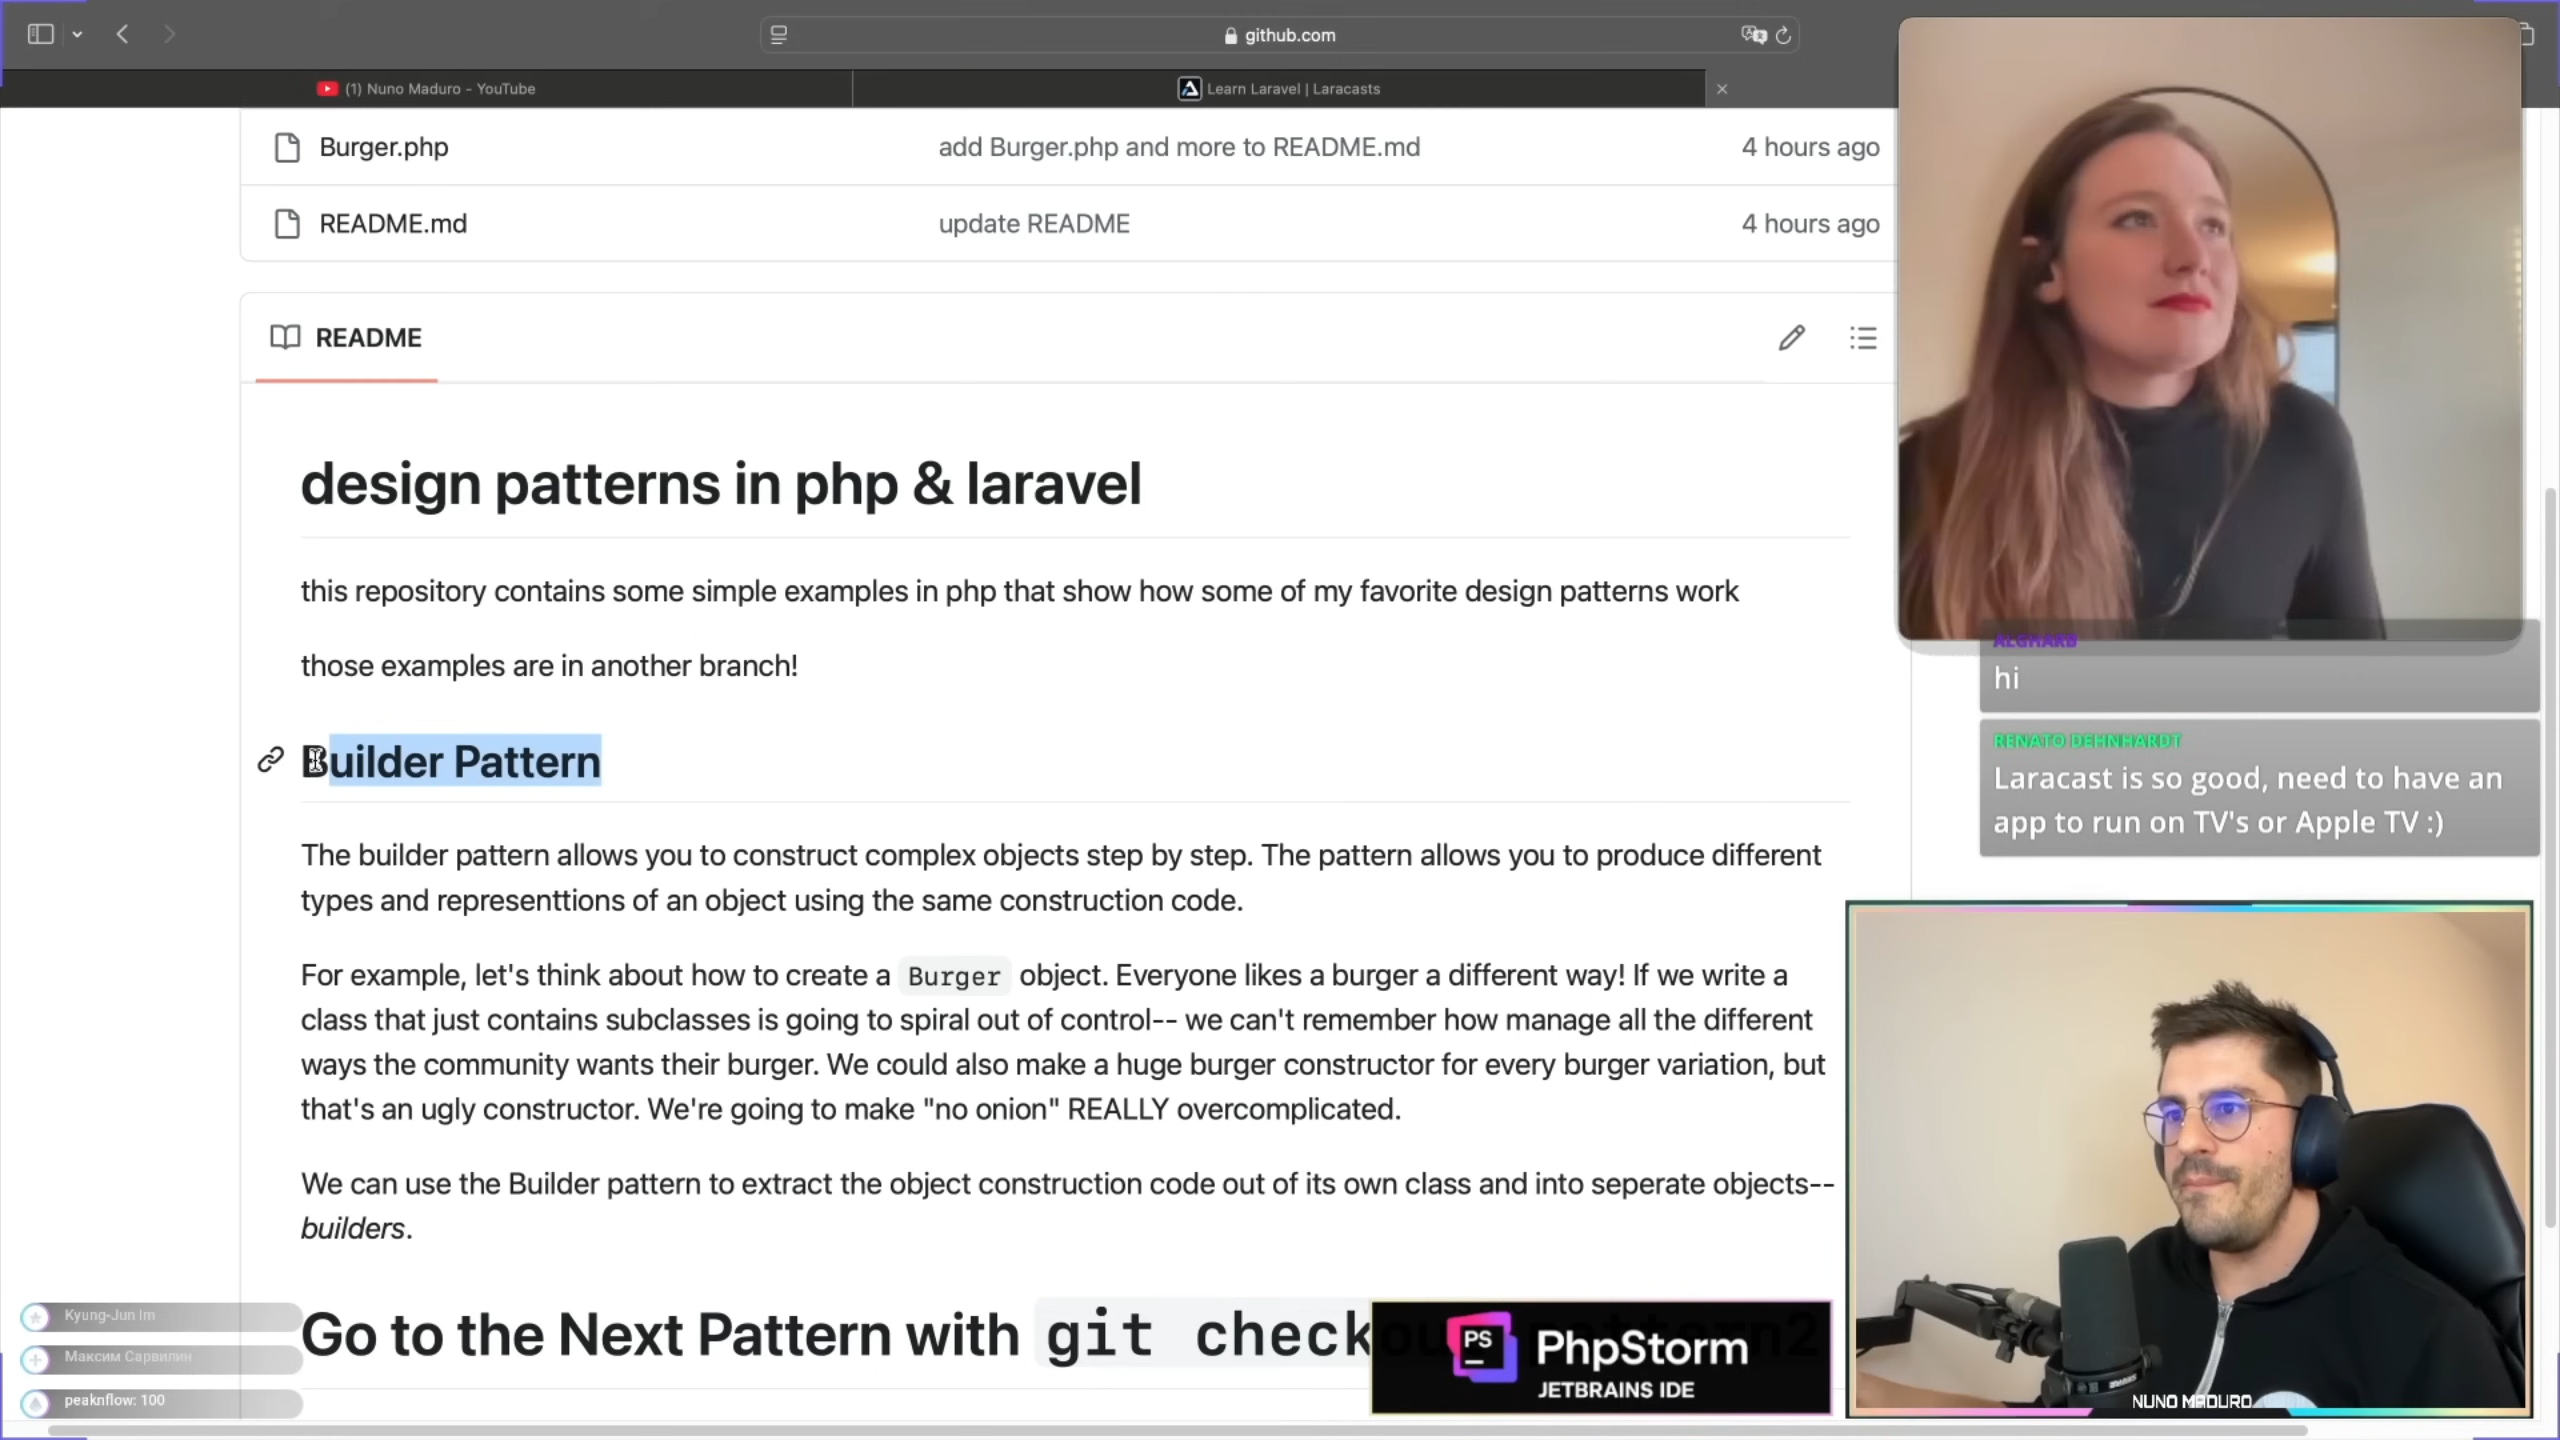 github.com
(1) Nuno Maduro - YouTube
Learn Laravel | Laracasts
Burger.php
add Burger.php and more to README.md
4 hours ago
README.md
update README
4 hours ago
README
design patterns in php & laravel
this repository contains some simple examples in php that show how some of my favorite design patterns work
those examples are in another branch!
Builder Pattern
The builder pattern allows you to construct complex objects step by step. The pattern allows you to produce different
types and representtions of an object using the same construction code.
For example, let's think about how to create a Burger object. Everyone likes a burger a different way! If we write a
class that just contains subclasses is going to spiral out of control-- we can't remember how manage all the different
ways the community wants their burger. We could also make a huge burger constructor for every burger variation, but
that's an ugly constructor. We're going to make "no onion" REALLY overcomplicated.
We can use the Builder pattern to extract the object construction code out of its own class and into seperate objects--
builders.
Go to the Next Pattern with git check
ALGHARB
hi
RENATO DEHNHARDT
Laracast is so good, need to have an
app to run on TV's or Apple TV :)
Kyung-Jun Im
Максим Сарвилин
peaknflow: 100
PS
PhpStorm
JETBRAINS IDE
NUNO MADURO